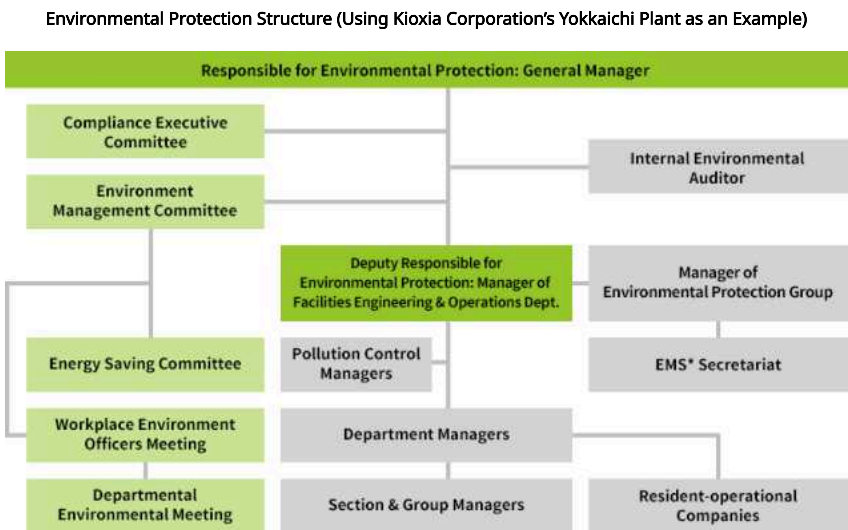 Environmental Protection Structure (Using Kioxia Corporation's Yokkaichi Plant as an Example)
Responsible for Environmental Protection: General Manager
Compliance Executive
Committee
Internal Environmental
Auditor
Environment
Management Committee
Deputy Responsible for
Environmental Protection: Manager of
Facilities Engineering & Operations Dept.
Manager of
Environmental Protection Group
Energy Saving Committee
Pollution Control
Managers
EMS* Secretariat
Workplace Environment
Officers Meeting
Department Managers
Departmental
Environmental Meeting
Section & Group Managers
Resident-operational
Companies